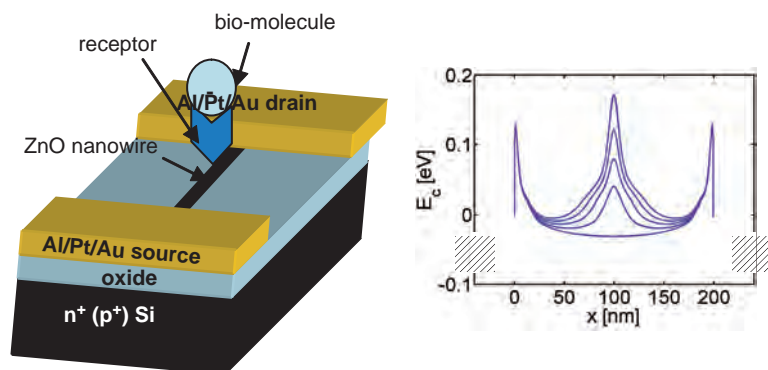 bio-molecule
receptor
Al/Pt/Au drain
-
ZnO nanowire
Al/Pt/Au source
oxide
n⁺ (p⁺) Si
0.2
0.1
0
-0.1
E_c [eV]
0 50 100 150 200
x [nm]